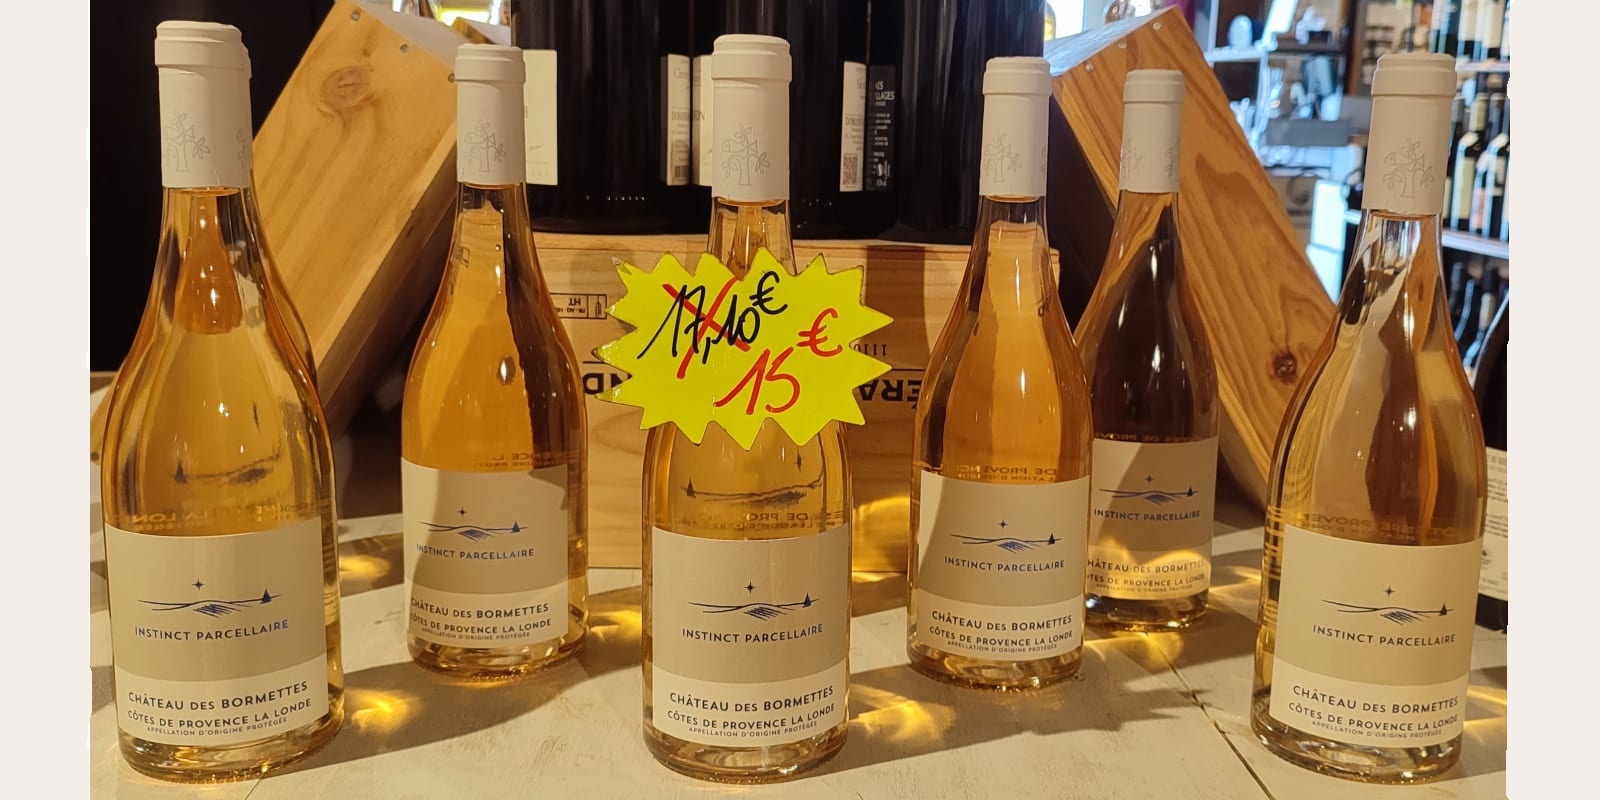 17,10€
15€
INSTINCT PARCELLAIRE
CHÂTEAU DES BORMETTES
CÔTES DE PROVENCE LA LONDE
APPELLATION D'ORIGINE PROTÉGÉE
INSTINCT PARCELLAIRE
CHÂTEAU DES BORMETTES
CÔTES DE PROVENCE LA LONDE
APPELLATION D'ORIGINE PROTÉGÉE
INSTINCT PARCELLAIRE
CHÂTEAU DES BORMETTES
CÔTES DE PROVENCE LA LONDE
APPELLATION D'ORIGINE PROTÉGÉE
INSTINCT PARCELLAIRE
CHÂTEAU DES BORMETTES
CÔTES DE PROVENCE LA LONDE
APPELLATION D'ORIGINE PROTÉGÉE
INSTINCT PARCELLAIRE
CHÂTEAU DES BORMETTES
CÔTES DE PROVENCE LA LONDE
INSTINCT PARCELLAIRE
CHÂTEAU DES BORMETTES
CÔTES DE PROVENCE LA LONDE
APPELLATION D'ORIGINE PROTÉGÉE